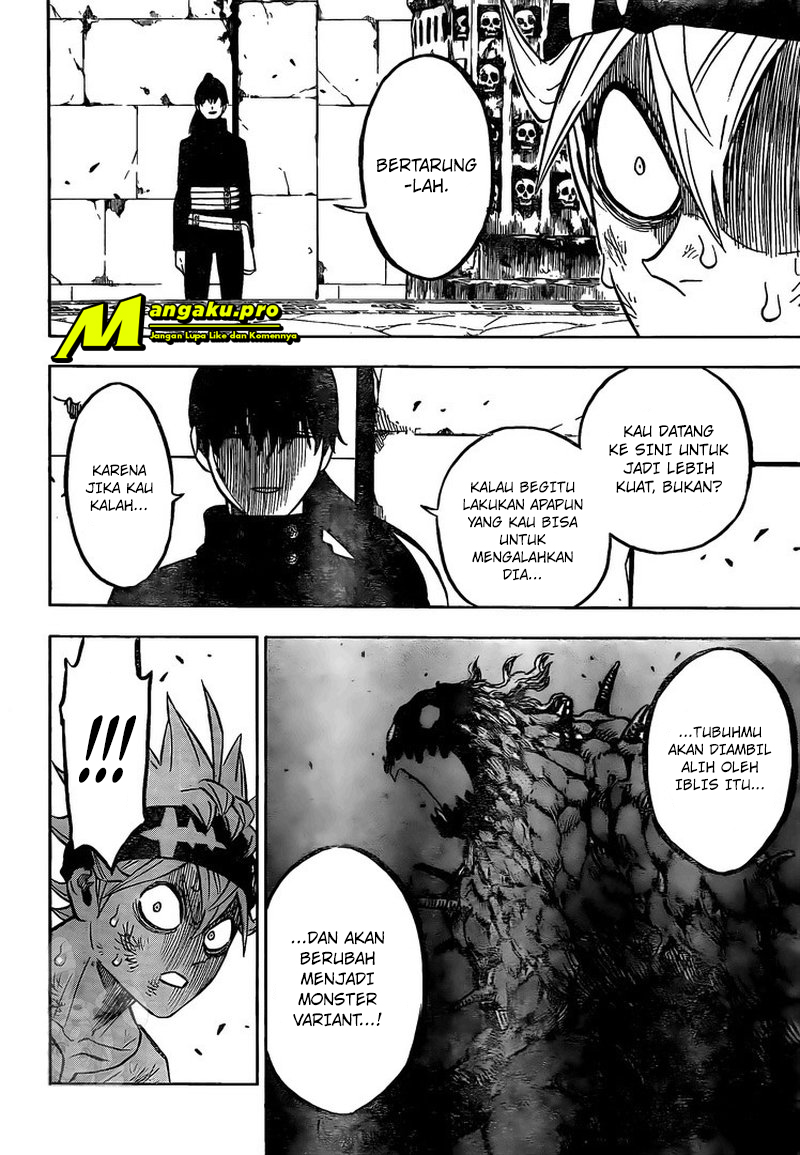 BERTARUNG
-LAH.
Mangaku.pro
Jangan Lupa Like dan Komennya
KAU DATANG
KE SINI UNTUK
JADI LEBIH
KUAT, BUKAN?
KALAU BEGITU
LAKUKAN APAPUN
YANG KAU BISA
UNTUK
MENGALAHKAN
DIA...
KARENA
JIKA KAU
KALAH...
...TUBUHMU
AKAN DIAMBIL
ALIH OLEH
IBLIS ITU...
...DAN AKAN
BERUBAH
MENJADI
MONSTER
VARIANT...!
!!!